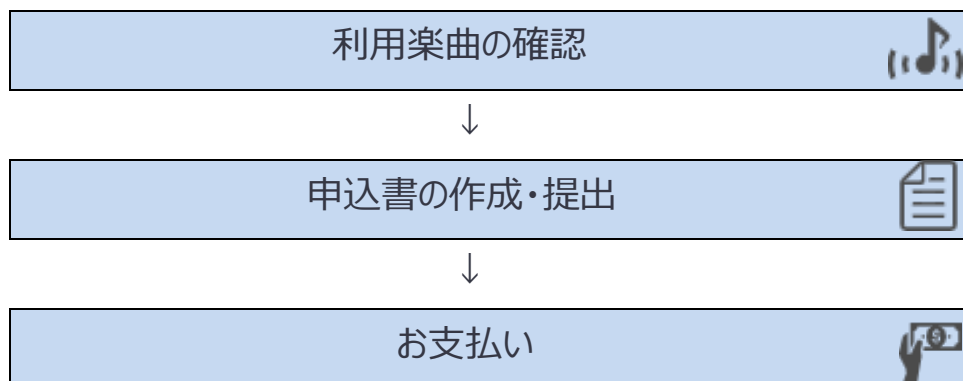 利用楽曲の確認
↓
申込書の作成・提出
↓
お支払い